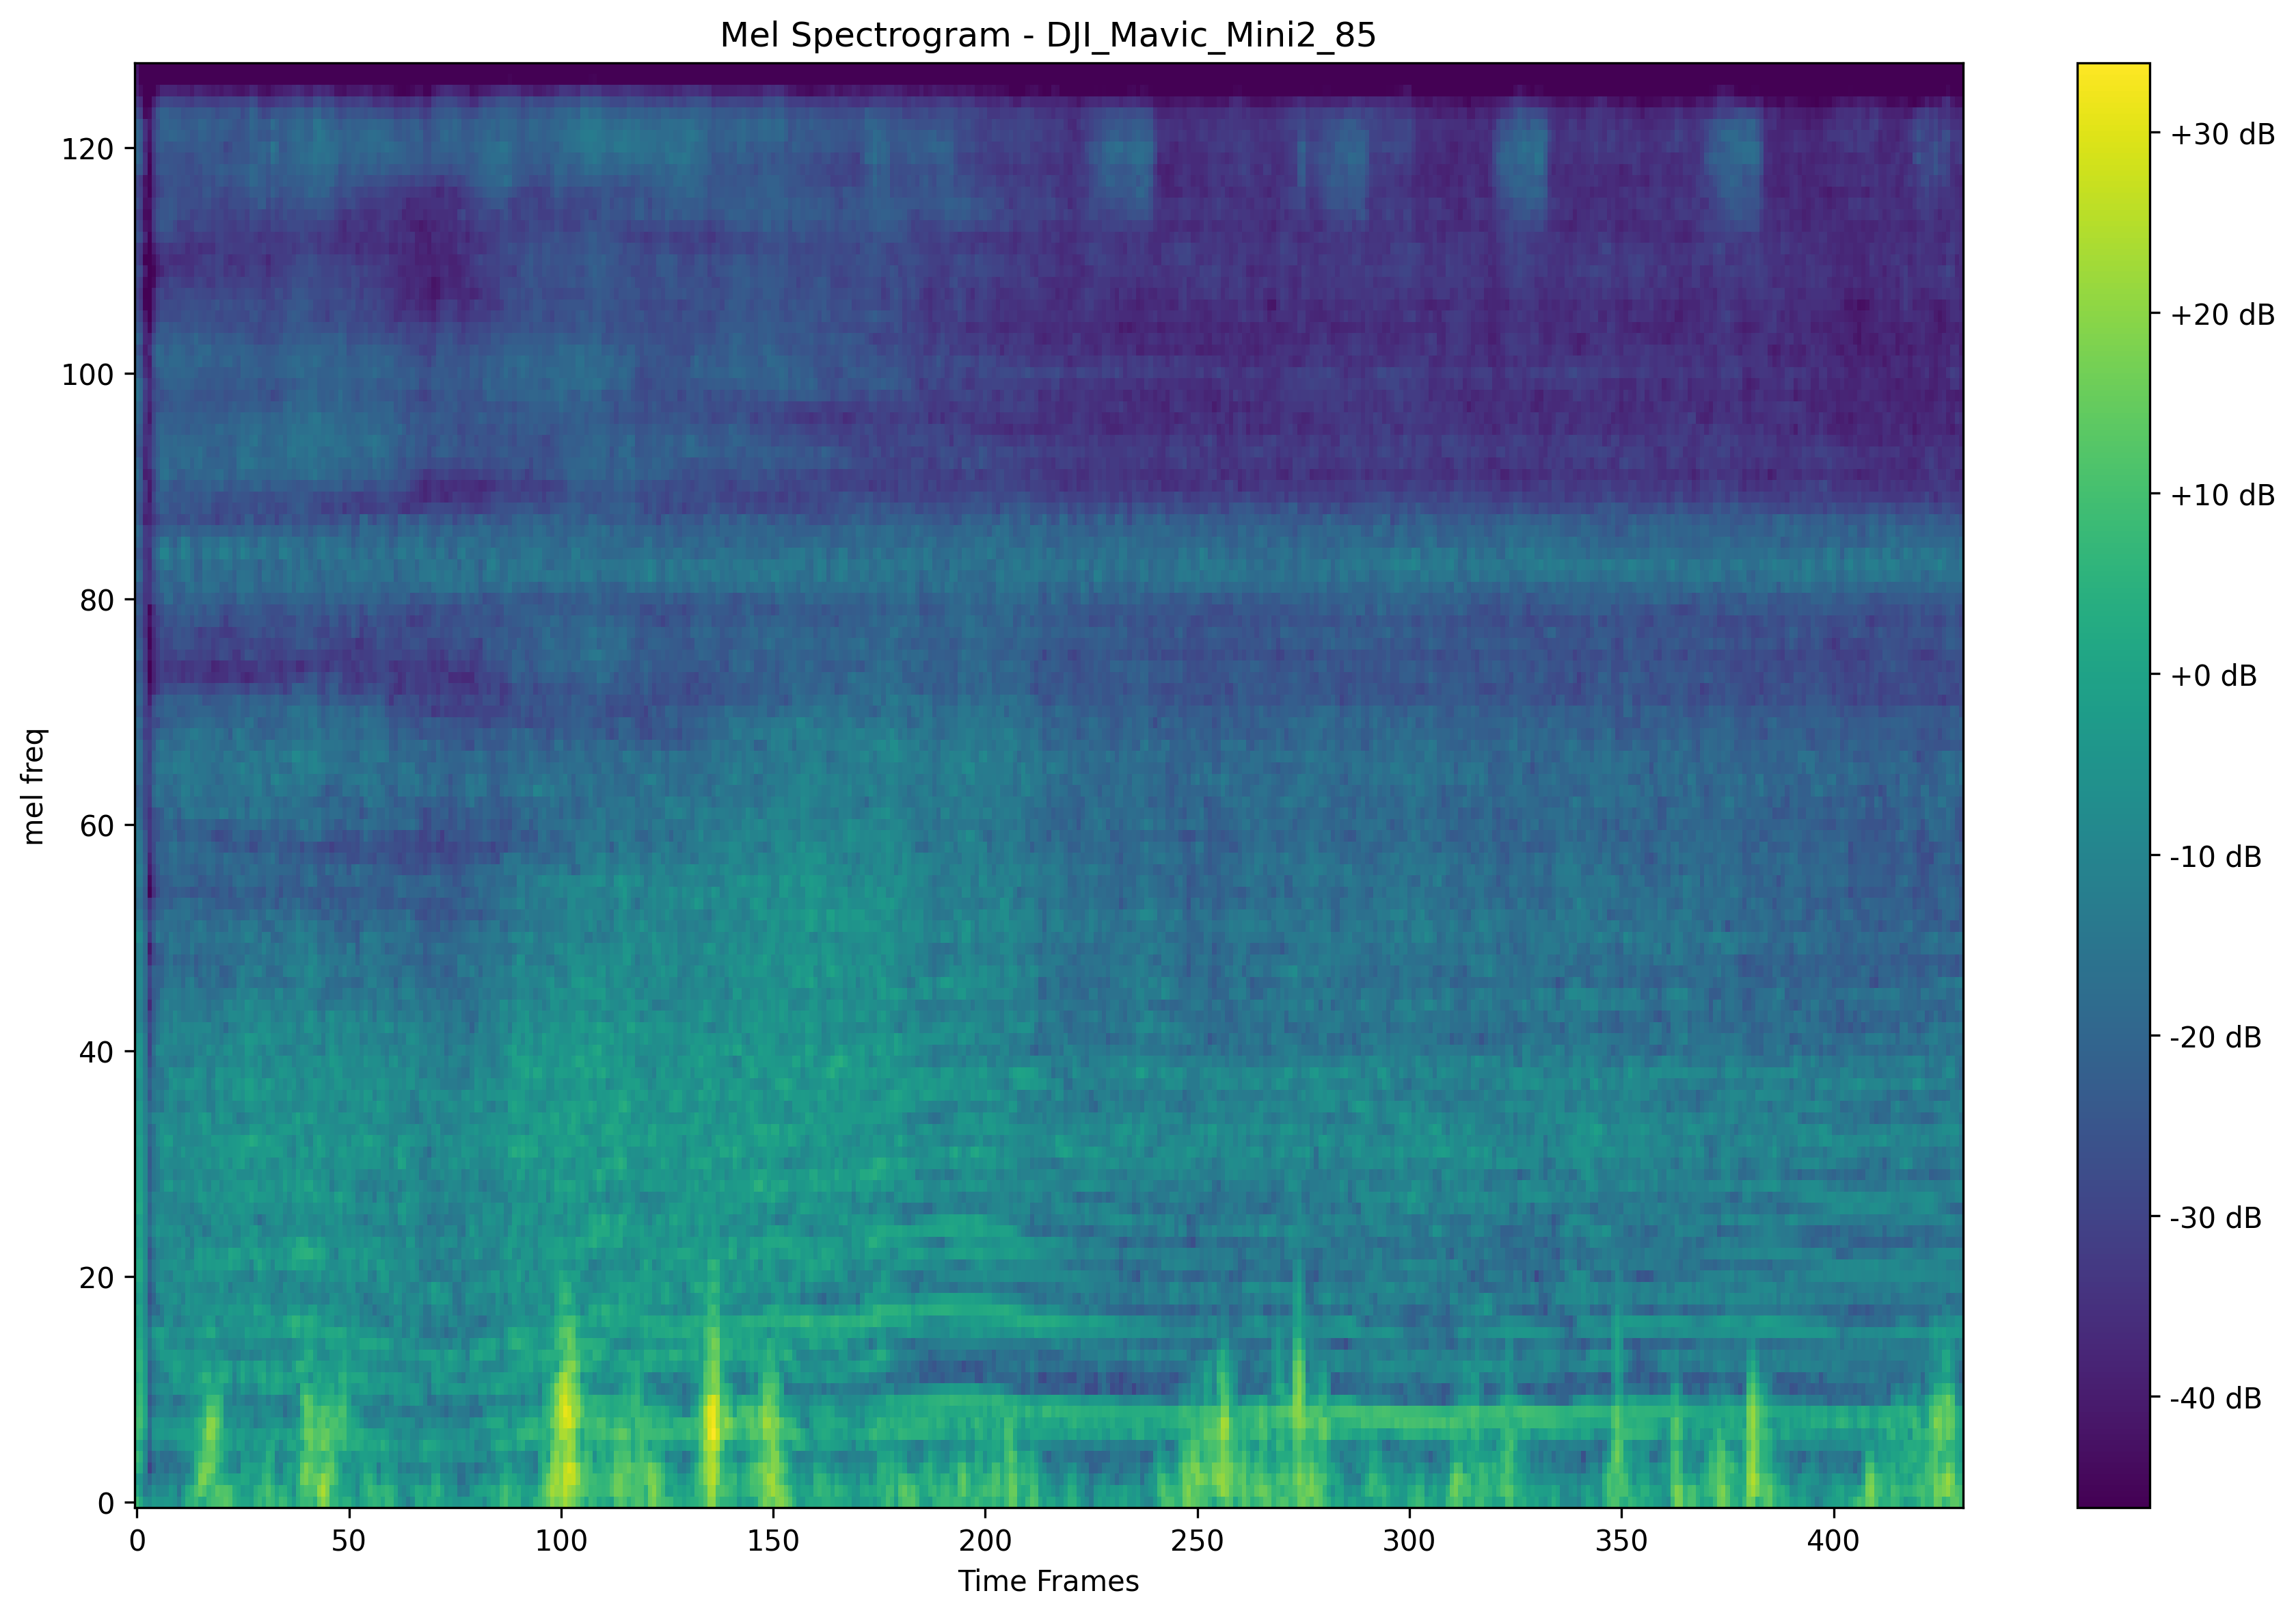 Mel Spectrogram - DJI_Mavic_Mini2_85
mel freq
120
100
80
60
40
20
0
0 50 100 150 200 250 300 350 400
Time Frames
+30 dB
+20 dB
+10 dB
+0 dB
-10 dB
-20 dB
-30 dB
-40 dB